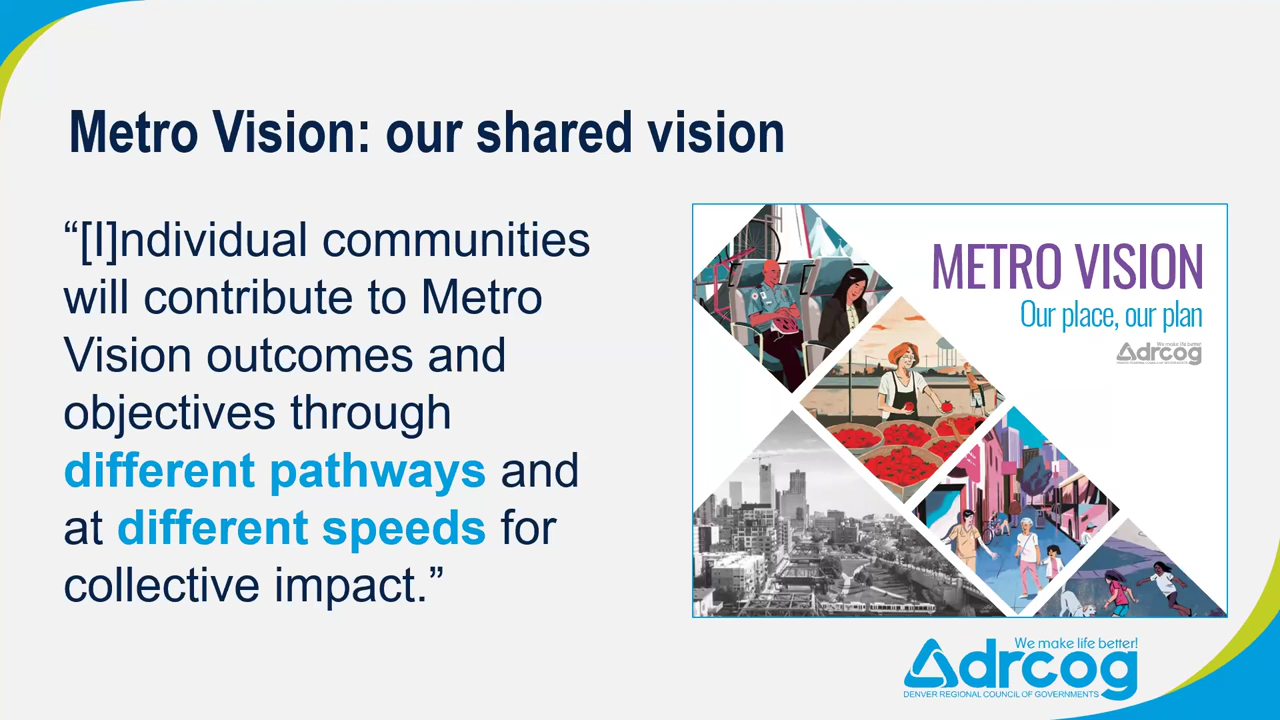 Metro Vision: our shared vision
“[I]ndividual communities
will contribute to Metro
Vision outcomes and
objectives through
different pathways and
at different speeds for
collective impact.”
METRO VISION
Our place, our plan
We make life better
drcog
We make life better!
drcog
DENVER REGIONAL COUNCIL OF GOVERNMENTS